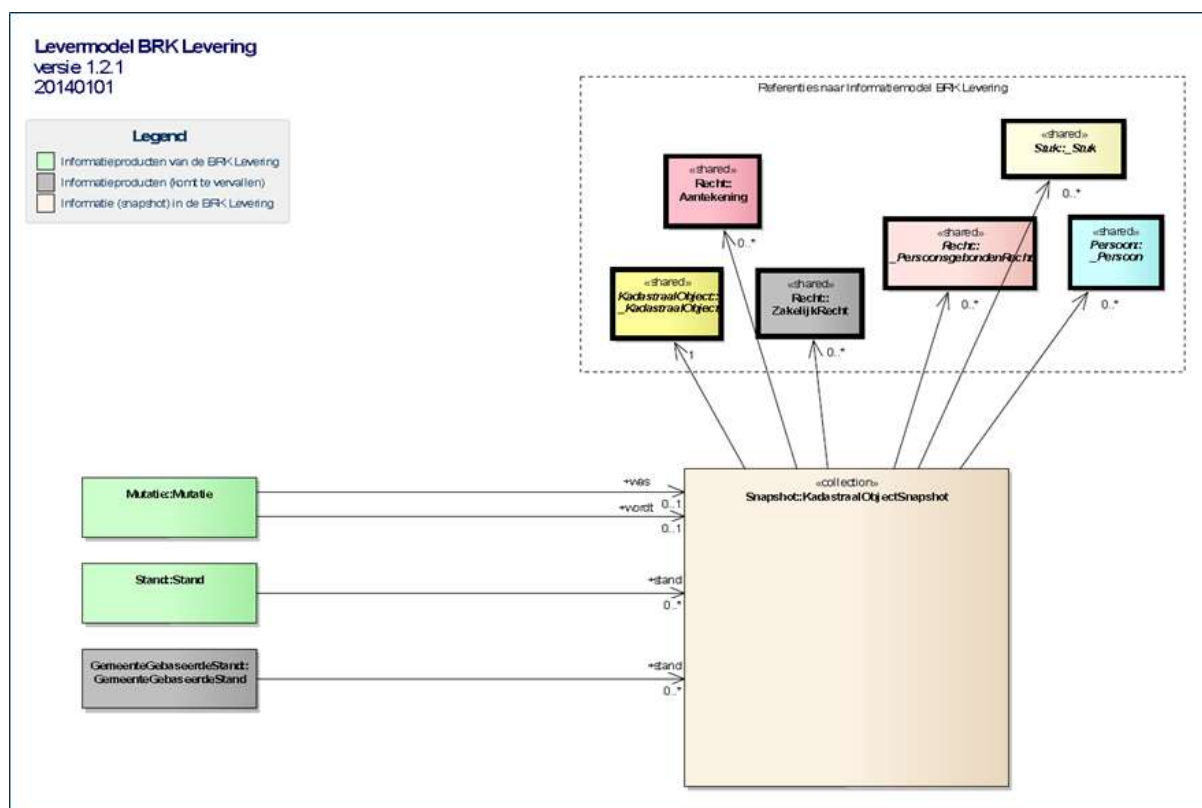 Levermodel BRK Levering
versie 1.2.1
20140101
Legend
Informatieproducten van de BRK Levering
Informatieproducten (komt te vervallen)
Informatie (snapshot) in de BRK Levering
Referenties naar Informatiemodel BRK Levering
«shared»
Stuk::_Stuk
0..*
«shared»
Recht::
Aantekening
0..*
«shared»
Recht::
_PersoonsgebondenRecht
0..*
«shared»
Persoon::
_Persoon
0..*
«shared»
KadastraalObject::
_KadastraalObject
1
«shared»
Recht::
ZakelijkRecht
0..*
«collection»
Snapshot::KadastraalObjectSnapshot
Mutatie::Mutatie
+was
0..1
+wordt
0..1
Stand::Stand
+stand
0..*
GemeenteGebaseerdeStand::
GemeenteGebaseerdeStand
+stand
0..*